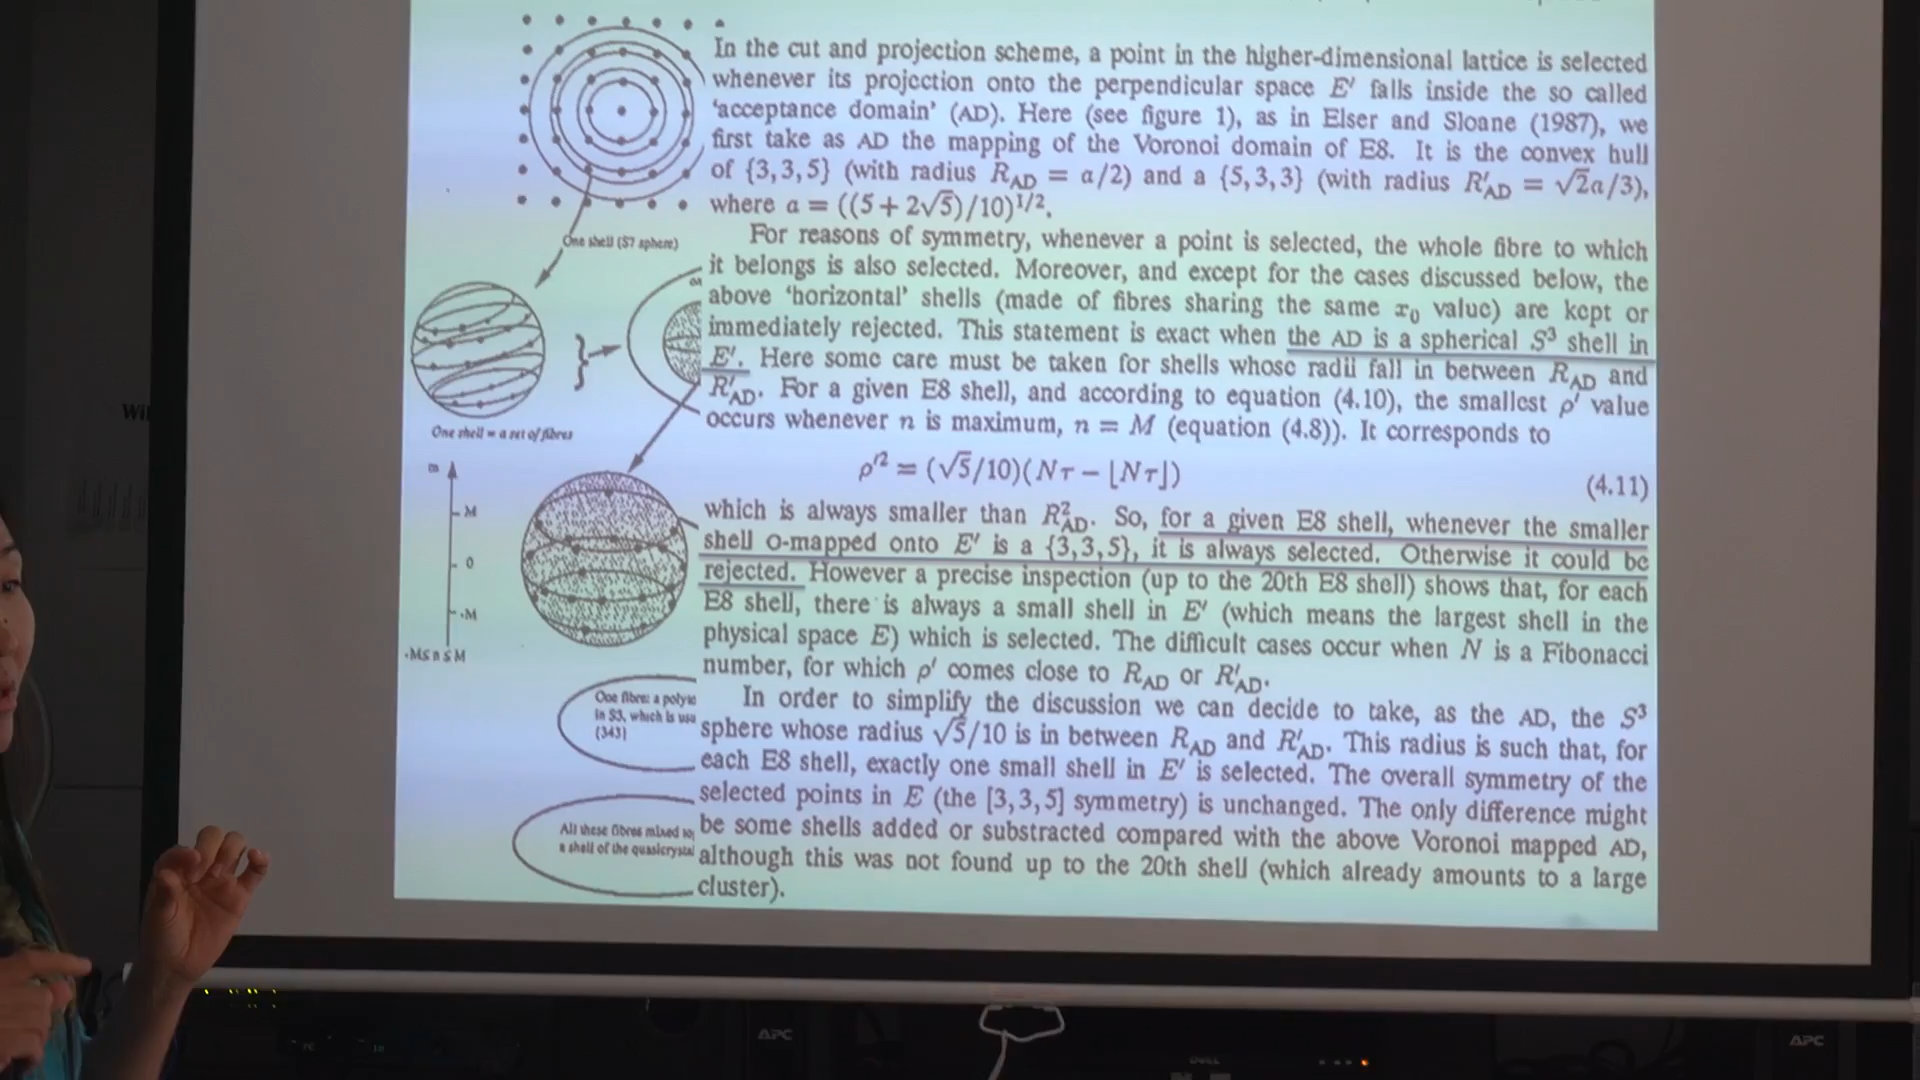 In the cut and projection scheme, a point in the higher-dimensional lattice is selected
whenever its projection onto the perpendicular space E′ falls inside the so called
'acceptance domain' (AD). Here (see figure 1), as in Elser and Sloane (1987), we
first take as AD the mapping of the Voronoi domain of E8. It is the convex hull
of {3,3,5} (with radius R_AD = a/2) and a {5,3,3} (with radius R′_AD = √2a/3),
where a = ((5 + 2√5)/10)^1/2.
One shell (S7 sphere)
For reasons of symmetry, whenever a point is selected, the whole fibre to which
it belongs is also selected. Moreover, and except for the cases discussed below, the
above 'horizontal' shells (made of fibres sharing the same x₀ value) are kept or
immediately rejected. This statement is exact when the AD is a spherical S³ shell in
E′. Here some care must be taken for shells whose radii fall in between R_AD and
R′_AD. For a given E8 shell, and according to equation (4.10), the smallest ρ′ value
occurs whenever n is maximum, n = M (equation (4.8)). It corresponds to
One shell = a set of fibres
ρ′² = (√5/10)(Nτ − ⌊Nτ⌋) (4.11)
M
0
-M
-M≤n≤M
which is always smaller than R²_AD. So, for a given E8 shell, whenever the smaller
shell O-mapped onto E′ is a {3,3,5}, it is always selected. Otherwise it could be
rejected. However a precise inspection (up to the 20th E8 shell) shows that, for each
E8 shell, there is always a small shell in E′ (which means the largest shell in the
physical space E) which is selected. The difficult cases occur when N is a Fibonacci
number, for which ρ′ comes close to R_AD or R′_AD.
One fibre: a
in S3, which is
In order to simplify the discussion we can decide to take, as the AD, the S³
sphere whose radius √5/10 is in between R_AD and R′_AD. This radius is such that, for
each E8 shell, exactly one small shell in E′ is selected. The overall symmetry of the
selected points in E (the [3,3,5] symmetry) is unchanged. The only difference might
be some shells added or substracted compared with the above Voronoi mapped AD,
although this was not found up to the 20th shell (which already amounts to a large
cluster).
All these fibres mixed
a shell of the
Wi
APC
DELL
APC